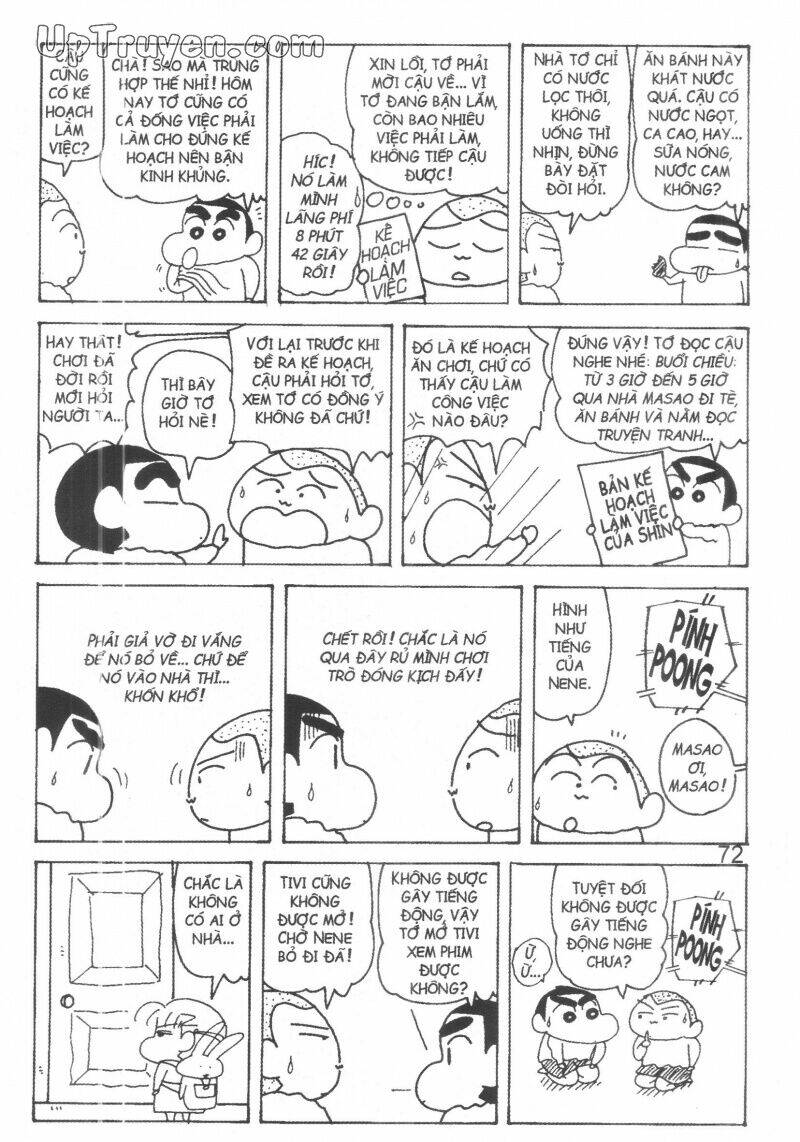 UpTruyen.com
ĂN BÁNH NÀY
KHÁT NƯỚC
QUÁ. CẬU CÓ
NƯỚC NGỌT,
CA CAO, HAY...
SỮA NÓNG,
NƯỚC CAM
KHÔNG?
NHÀ TỚ CHỈ
CÓ NƯỚC
LỌC THÔI,
KHÔNG
UỐNG THÌ
NHỊN, ĐỪNG
BÀY ĐẶT
ĐÒI HỎI.
XIN LỖI, TỚ PHẢI
MỜI CẬU VỀ... VÌ
TỚ ĐANG BẬN LẮM,
CÒN BAO NHIÊU
VIỆC PHẢI LÀM,
KHÔNG TIẾP CẬU
ĐƯỢC!
HÍC!
NÓ LÀM
MÌNH
LÃNG PHÍ
8 PHÚT
42 GIÂY
RỒI!
KẾ
HOẠCH
LÀM
VIỆC
CHÀ! SAO MÀ TRÙNG
HỢP THẾ NHỈ! HÔM
NAY TỚ CŨNG CÓ
CẢ ĐỐNG VIỆC PHẢI
LÀM CHO ĐÚNG KẾ
HOẠCH NÊN BẬN
KINH KHỦNG.
CẬU
CŨNG
CÓ KẾ
HOẠCH
LÀM
VIỆC?
ĐÚNG VẬY! TỚ ĐỌC CẬU
NGHE NHÉ: BUỔI CHIỀU:
TỪ 3 GIỜ ĐẾN 5 GIỜ
QUA NHÀ MASAO ĐI TÈ,
ĂN BÁNH VÀ NẰM ĐỌC
TRUYỆN TRANH...
BẢN KẾ
HOẠCH
LÀM VIỆC
CỦA SHIN
ĐÓ LÀ KẾ HOẠCH
ĂN CHƠI, CHỨ CÓ
THẤY CẬU LÀM
CÔNG VIỆC
NÀO ĐÂU?
VỚI LẠI TRƯỚC KHI
ĐỀ RA KẾ HOẠCH,
CẬU PHẢI HỎI TỚ,
XEM TỚ CÓ ĐỒNG Ý
KHÔNG ĐÃ CHỨ!
THÌ BÂY
GIỜ TỚ
HỎI NÈ!
HAY THẬT!
CHƠI ĐÃ
ĐỜI RỒI
MỚI HỎI
NGƯỜI TA...
PÍNH
POONG
MASAO
ƠI,
MASAO!
HÌNH
NHƯ
TIẾNG
CỦA
NENE.
CHẾT RỒI! CHẮC LÀ NÓ
QUA ĐÂY RỦ MÌNH CHƠI
TRÒ ĐÓNG KỊCH ĐẤY!
PHẢI GIẢ VỜ ĐI VẮNG
ĐỂ NÓ BỎ VỀ... CHỨ ĐỂ
NÓ VÀO NHÀ THÌ...
KHỐN KHỔ!
72
PÍNH
POONG
TUYỆT ĐỐI
KHÔNG ĐƯỢC
GÂY TIẾNG
ĐỘNG NGHE
CHƯA?
Ừ,
Ừ...
KHÔNG ĐƯỢC
GÂY TIẾNG
ĐỘNG, VẬY
TỚ MỞ TIVI
XEM PHIM
ĐƯỢC
KHÔNG?
TIVI CŨNG
KHÔNG
ĐƯỢC MỞ!
CHỜ NENE
BỎ ĐI ĐÃ!
CHẮC LÀ
KHÔNG
CÓ AI Ở
NHÀ...